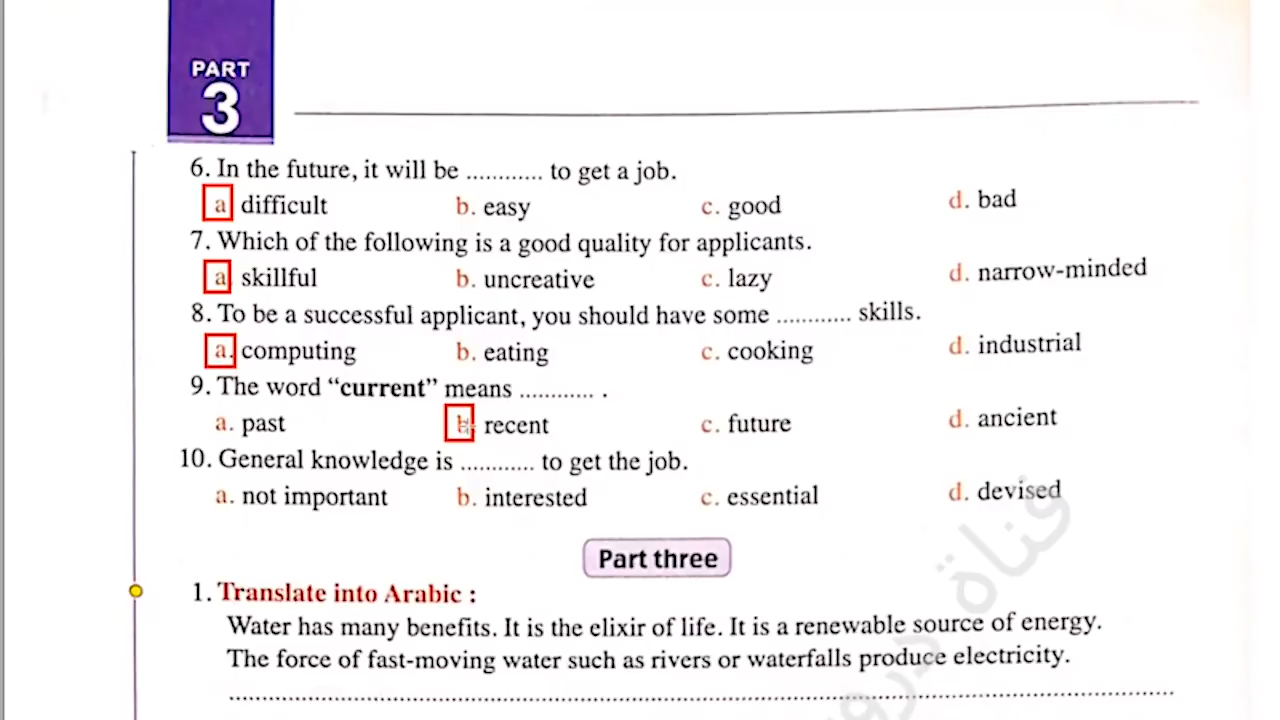 PART
3
6. In the future, it will be ............ to get a job.
a difficult b. easy c. good d. bad
7. Which of the following is a good quality for applicants.
a skillful b. uncreative c. lazy d. narrow-minded
8. To be a successful applicant, you should have some ............ skills.
a. computing b. eating c. cooking d. industrial
9. The word “current” means ............ .
a. past b. recent c. future d. ancient
10. General knowledge is ............ to get the job.
a. not important b. interested c. essential d. devised
Part three
1. Translate into Arabic :
Water has many benefits. It is the elixir of life. It is a renewable source of energy.
The force of fast-moving water such as rivers or waterfalls produce electricity.
قناة